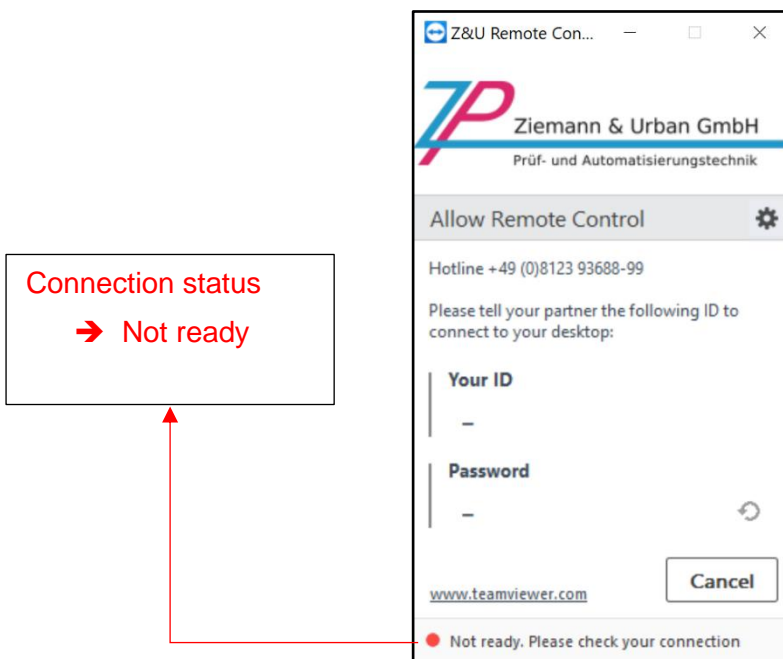 Z&U Remote Con...
ZP
Ziemann & Urban GmbH
Prüf- und Automatisierungstechnik
Allow Remote Control
Hotline +49 (0)8123 93688-99
Please tell your partner the following ID to
connect to your desktop:
Your ID
–
Password
–
Cancel
www.teamviewer.com
Not ready. Please check your connection
Connection status
➔ Not ready